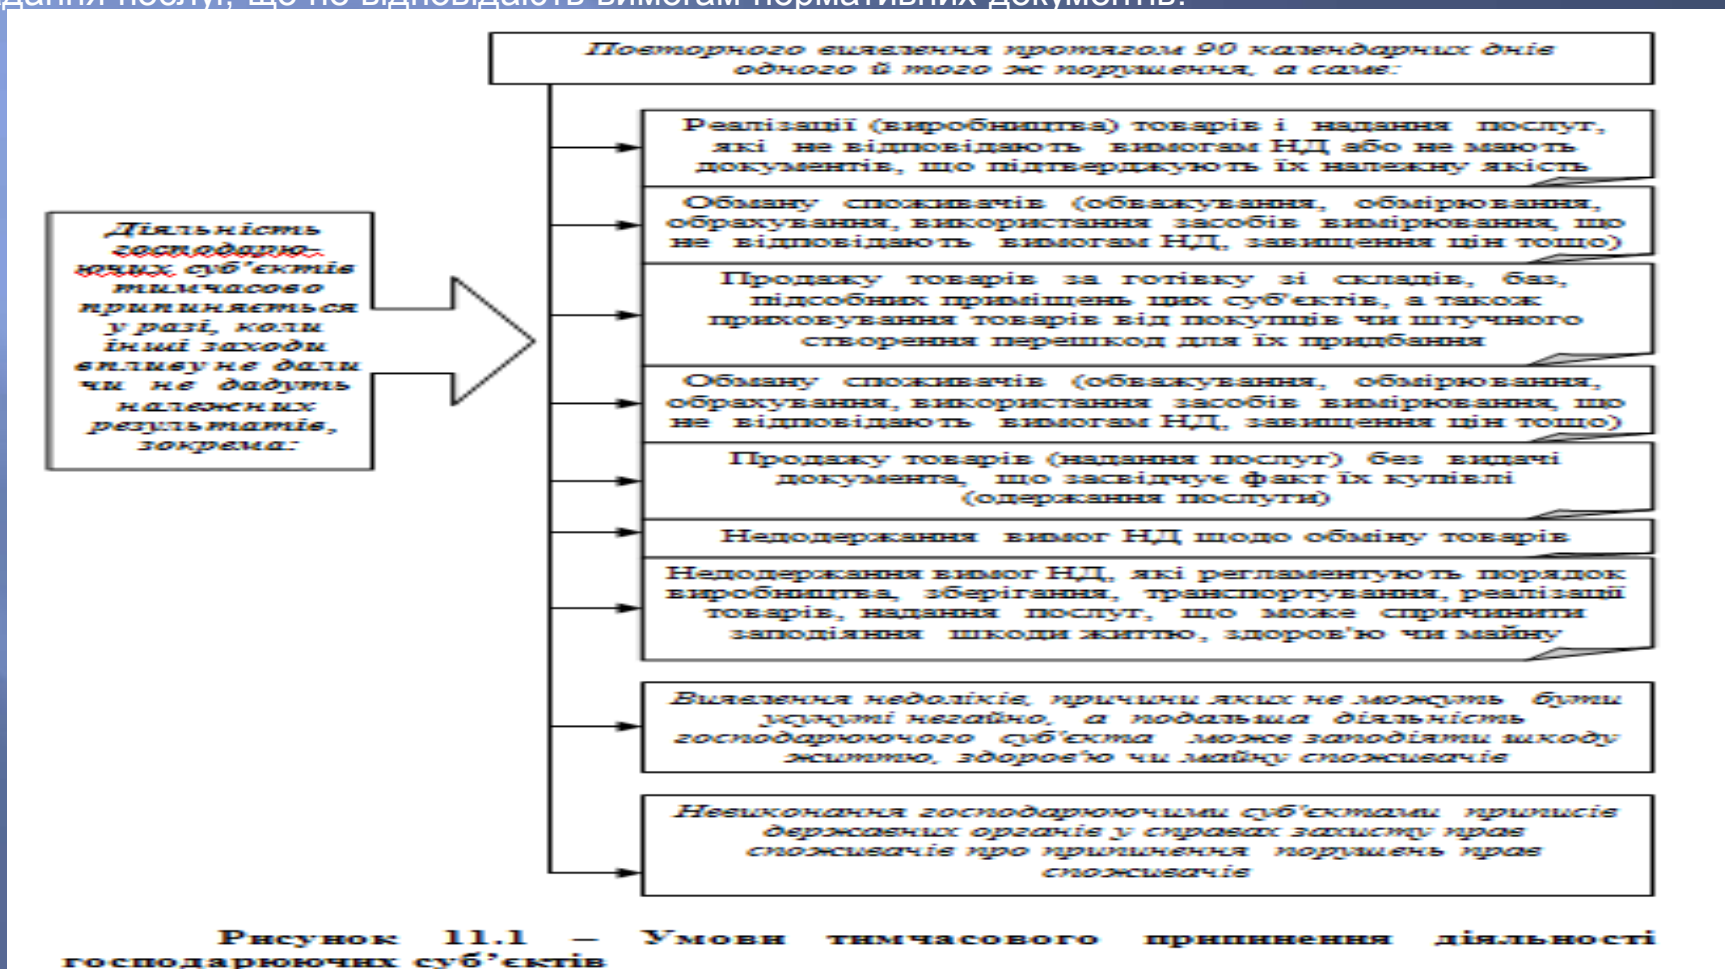 надання послуг, що не відповідають вимогам нормативних документів.
Повторного виявлення протягом 90 календарних днів
одного й того ж порушення, а саме:
Реалізації (виробництва) товарів і надання послуг,
які не відповідають вимогам НД або не мають
документів, що підтверджують їх належну якість
Обману споживачів (обважування, обмірювання,
обрахування, використання засобів вимірювання, що
не відповідають вимогам НД, завищення цін тощо)
Діяльність
господарю-
ючих суб'єктів
тимчасово
припиняється
у разі, коли
інші заходи
впливу не дали
чи не дадуть
належних
результатів,
зокрема:
Продажу товарів за готівку зі складів, баз,
підсобних приміщень цих суб'єктів, а також
приховування товарів від покупців чи штучного
створення перешкод для їх придбання
Обману споживачів (обважування, обмірювання,
обрахування, використання засобів вимірювання, що
не відповідають вимогам НД, завищення цін тощо)
Продажу товарів (надання послуг) без видачі
документа, що засвідчує факт їх купівлі
(одержання послуги)
Недодержання вимог НД щодо обміну товарів
Недодержання вимог НД, які регламентують порядок
виробництва, зберігання, транспортування, реалізації
товарів, надання послуг, що може спричинити
заподіяння шкоди життю, здоров'ю чи майну
Виявлення недоліків, причини яких не можуть бути
усунуті негайно, а подальша діяльність
господарюючого суб'єкта може заподіяти шкоду
життю, здоров'ю чи майну споживачів
Невиконання господарюючими суб'єктами приписів
державних органів у справах захисту прав
споживачів про припинення порушень прав
споживачів
Рисунок 11.1 – Умови тимчасового припинення діяльності
господарюючих суб'єктів